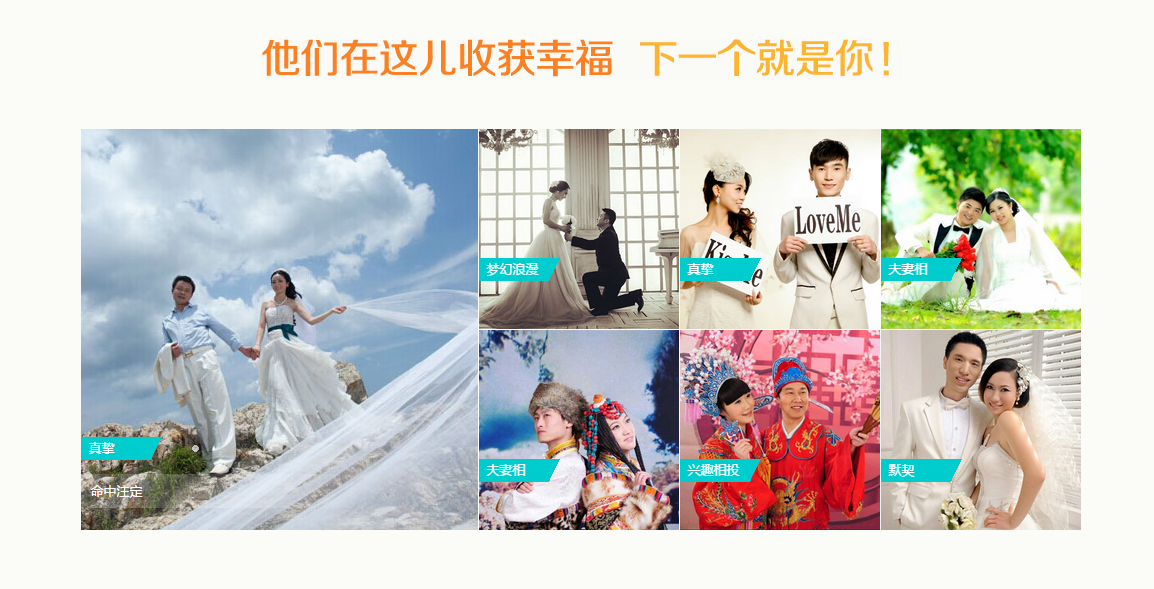 他们在这儿收获幸福 下一个就是你！
真挚
命中注定
梦幻浪漫
真挚
LoveMe
夫妻相
夫妻相
兴趣相投
默契